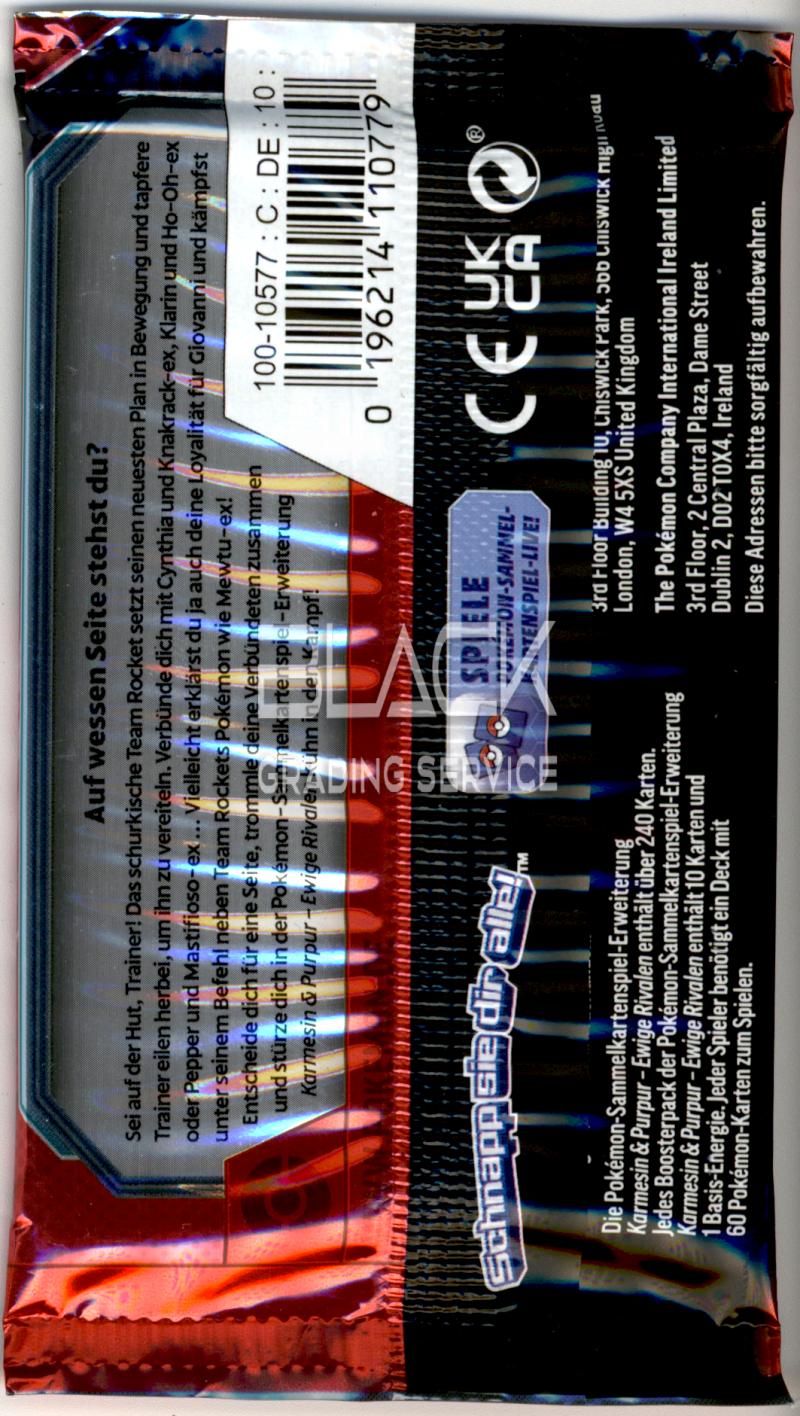 Auf wessen Seite stehst du?
Sei auf der Hut, Trainer! Das schurkische Team Rocket setzt seinen neuesten Plan in Bewegung und tapfere
Trainer eilen herbei, um ihn zu vereiteln. Verbünde dich mit Cynthia und Knakrack-ex, Klarin und Ho-Oh-ex
oder Pepper und Mastifioso-ex! ... Vielleicht erklärst du ja auch deine Loyalität für Giovanni und kämpfst
unter seinem Befehl neben Team Rockets Pokémon wie Mewtu-ex!
Entscheide dich für eine Seite, trommle deine Verbündeten zusammen
und stürze dich in der Pokémon-Sammelkartenspiel-Erweiterung
Karmesin & Purpur – Ewige Rivalen kühn in den Kampf!
100-10577 : C : DE : 10 :
0 196214 110779
Schnapp sie dir alle!™
SPIELE
POKÉMON-SAMMEL-
KARTENSPIEL-LIVE!
CE UK
CA ®
BLACK
GRADING SERVICE
Die Pokémon-Sammelkartenspiel-Erweiterung
Karmesin & Purpur – Ewige Rivalen enthält über 240 Karten.
Jedes Boosterpack der Pokémon-Sammelkartenspiel-Erweiterung
Karmesin & Purpur – Ewige Rivalen enthält 10 Karten und
1 Basis-Energie. Jeder Spieler benötigt ein Deck mit
60 Pokémon-Karten zum Spielen.
3rd Floor Building 10, Chiswick Park, 566 Chiswick High Road
London, W4 5XS United Kingdom
The Pokémon Company International Ireland Limited
3rd Floor, 2 Central Plaza, Dame Street
Dublin 2, D02 T0X4, Ireland
Diese Adressen bitte sorgfältig aufbewahren.